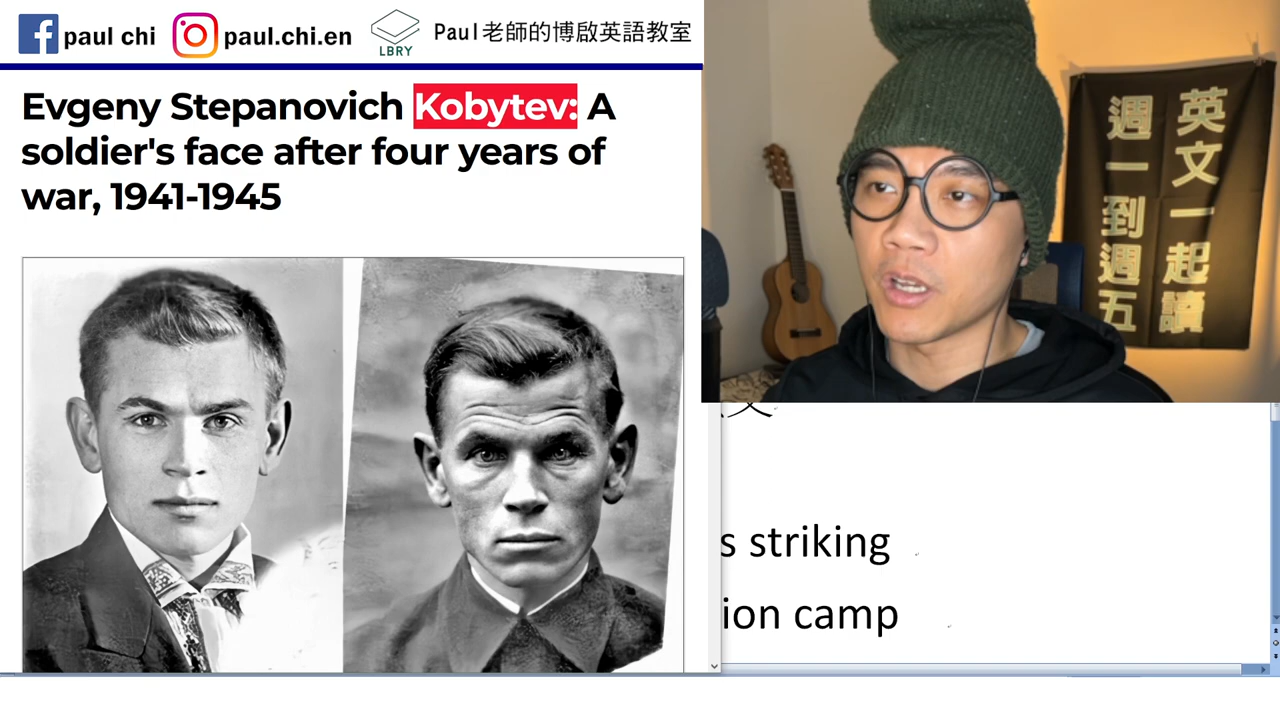 paul chi
paul.chi.en
LBRY
Paul老師的博啟英語教室
Evgeny Stepanovich Kobytev: A
soldier's face after four years of
war, 1941-1945
英文一起讀
週一到週五
s striking
ion camp